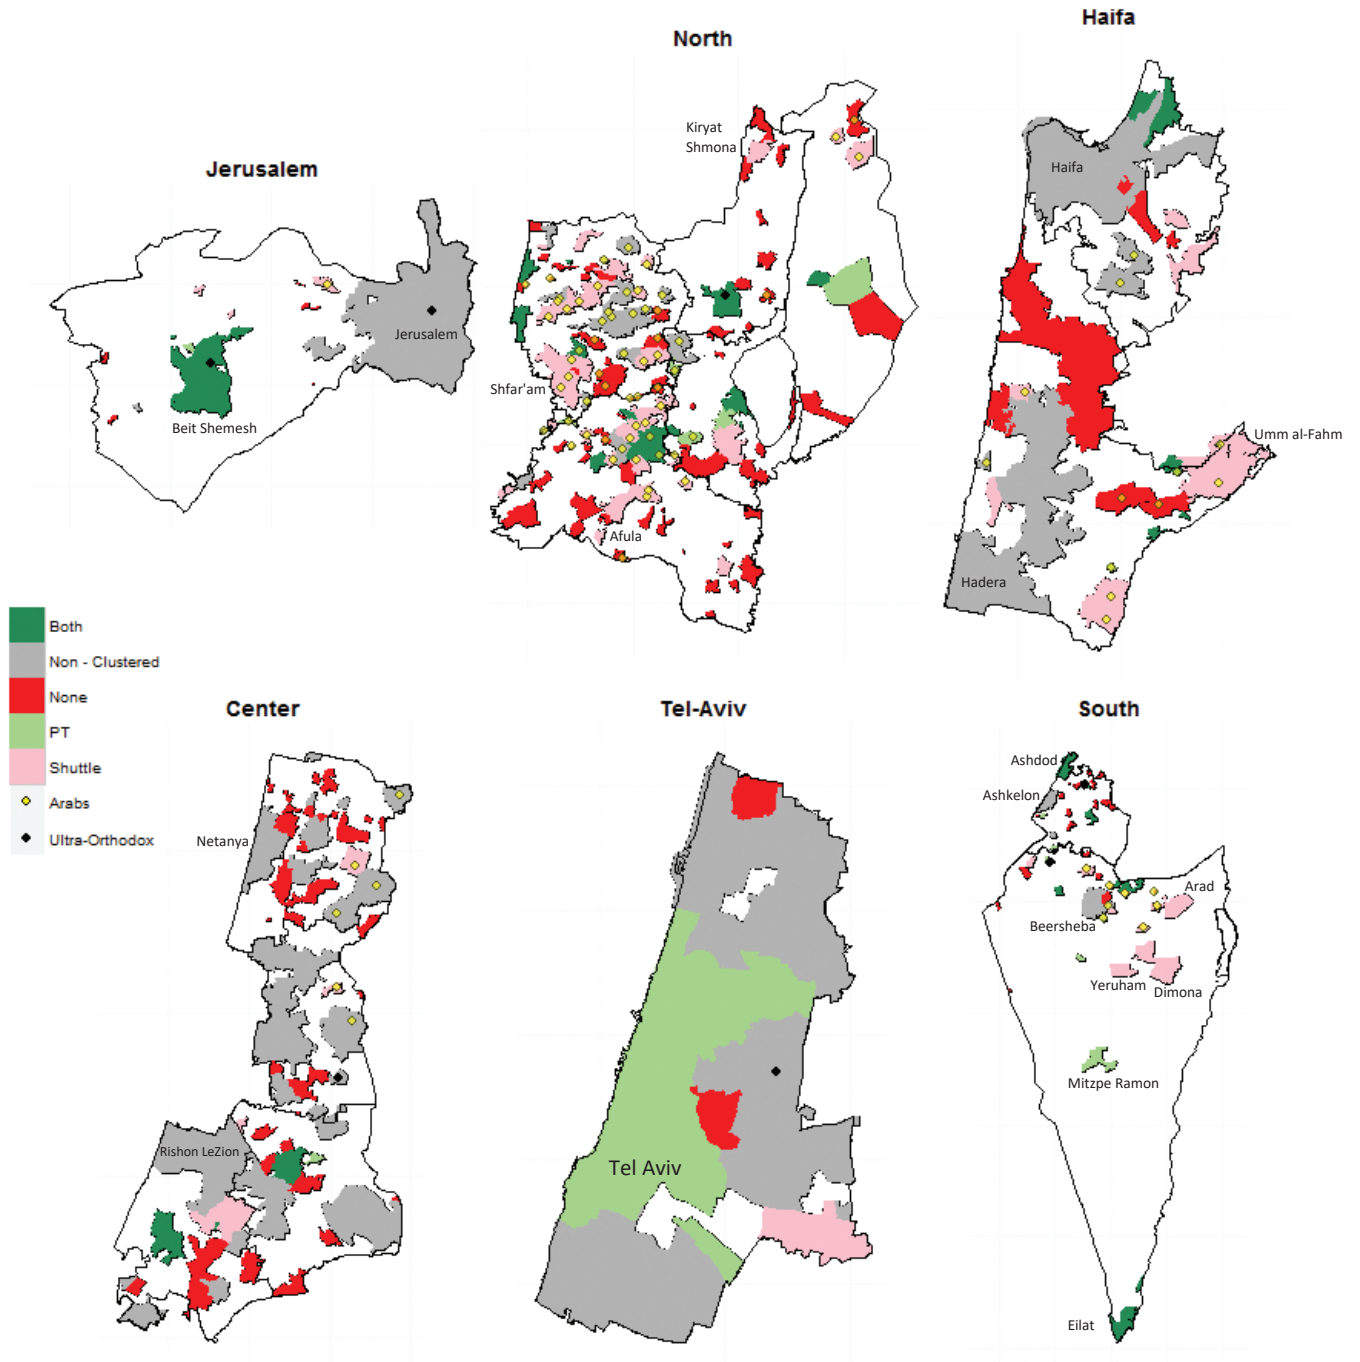 Haifa
North
Kiryat
Shmona
Haifa
Jerusalem
Jerusalem
Shfar'am
Beit Shemesh
Umm al-Fahm
Afula
Hadera
Both
Non - Clustered
None
PT
Shuttle
Arabs
Ultra-Orthodox
Center
Tel-Aviv
South
Ashdod
Ashkelon
Netanya
Arad
Beersheba
Yeruham
Dimona
Mitzpe Ramon
Rishon LeZion
Tel Aviv
Eilat